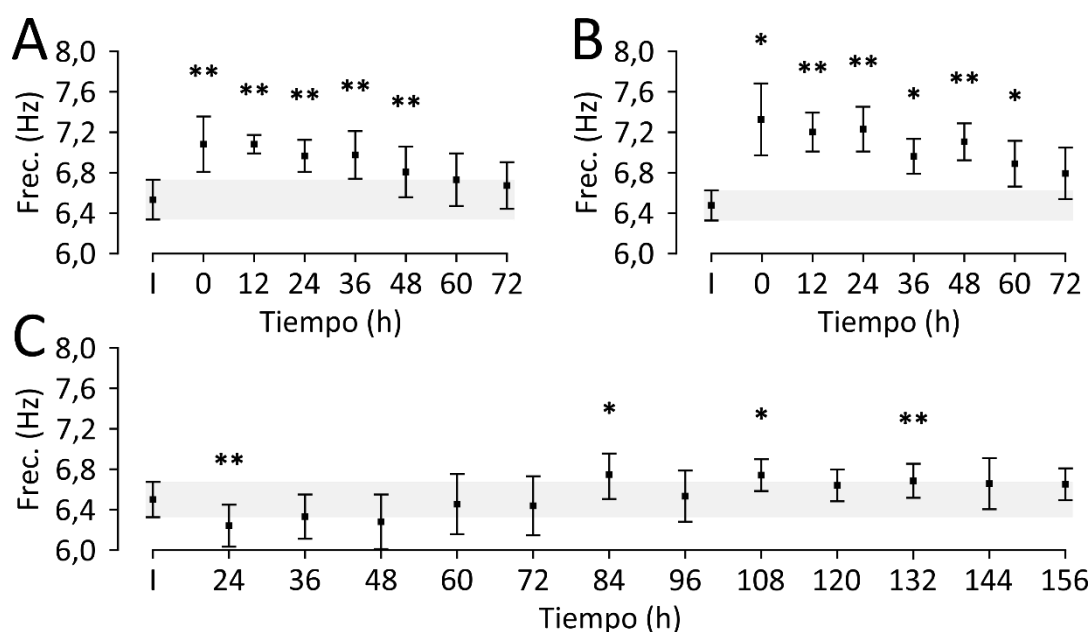 A
8,0
** ** ** ** **
7,6
7,2
6,8
6,4
6,0
Frec. (Hz)
I 0 12 24 36 48 60 72
Tiempo (h)
B
8,0
* ** ** * ** *
7,6
7,2
6,8
6,4
6,0
Frec. (Hz)
I 0 12 24 36 48 60 72
Tiempo (h)
C
8,0
7,6
7,2
6,8
6,4
6,0
Frec. (Hz)
** * * **
I 24 36 48 60 72 84 96 108 120 132 144 156
Tiempo (h)